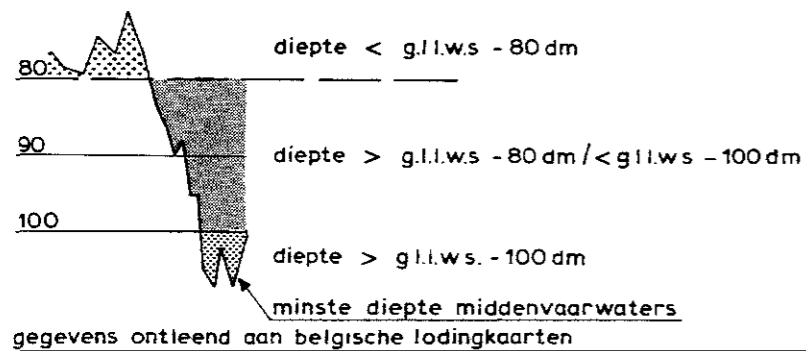 diepte < g.l.l.w.s - 80 dm
80
90
diepte > g.l.l.w.s - 80 dm / < g l l.w s - 100 dm
100
diepte > g l.l.w s. - 100 dm
minste diepte middenvaarwaters
gegevens ontleend aan belgische lodingkaarten